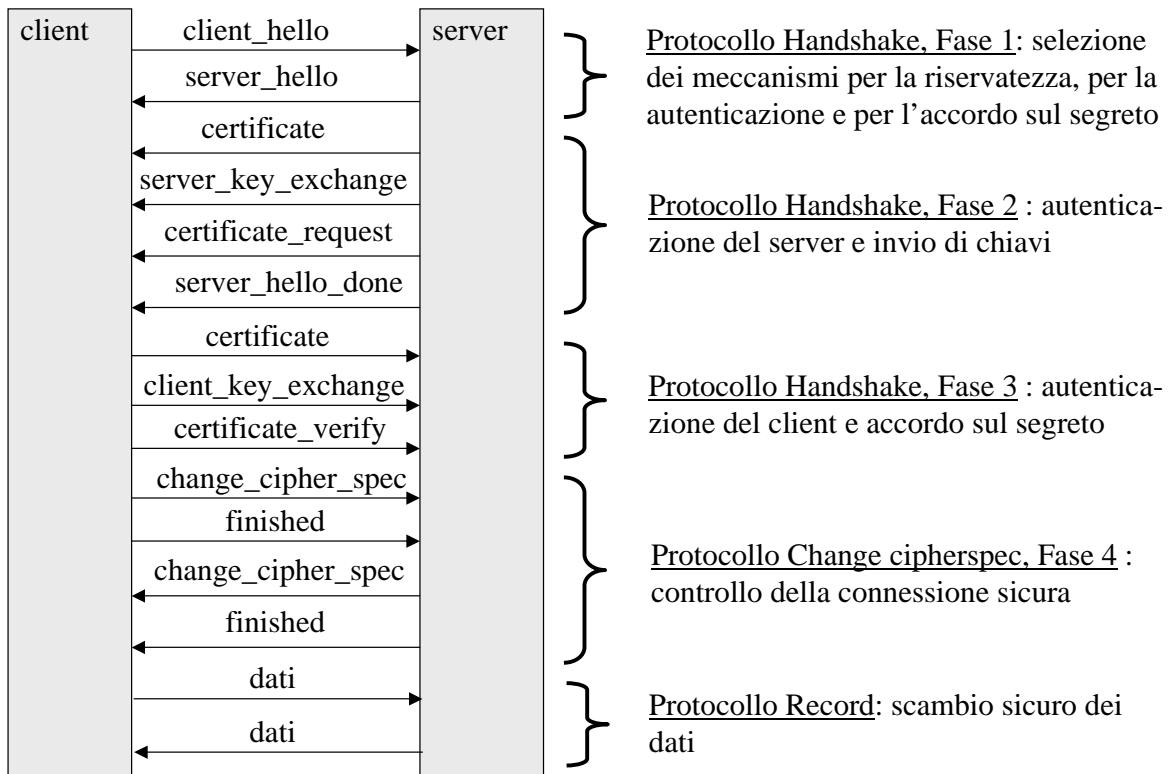 client
client_hello
server
server_hello
certificate
server_key_exchange
certificate_request
server_hello_done
certificate
client_key_exchange
certificate_verify
change_cipher_spec
finished
change_cipher_spec
finished
dati
dati
Protocollo Handshake, Fase 1: selezione
dei meccanismi per la riservatezza, per la
autenticazione e per l’accordo sul segreto
Protocollo Handshake, Fase 2 : autentica-
zione del server e invio di chiavi
Protocollo Handshake, Fase 3 : autentica-
zione del client e accordo sul segreto
Protocollo Change cipherspec, Fase 4 :
controllo della connessione sicura
Protocollo Record: scambio sicuro dei
dati